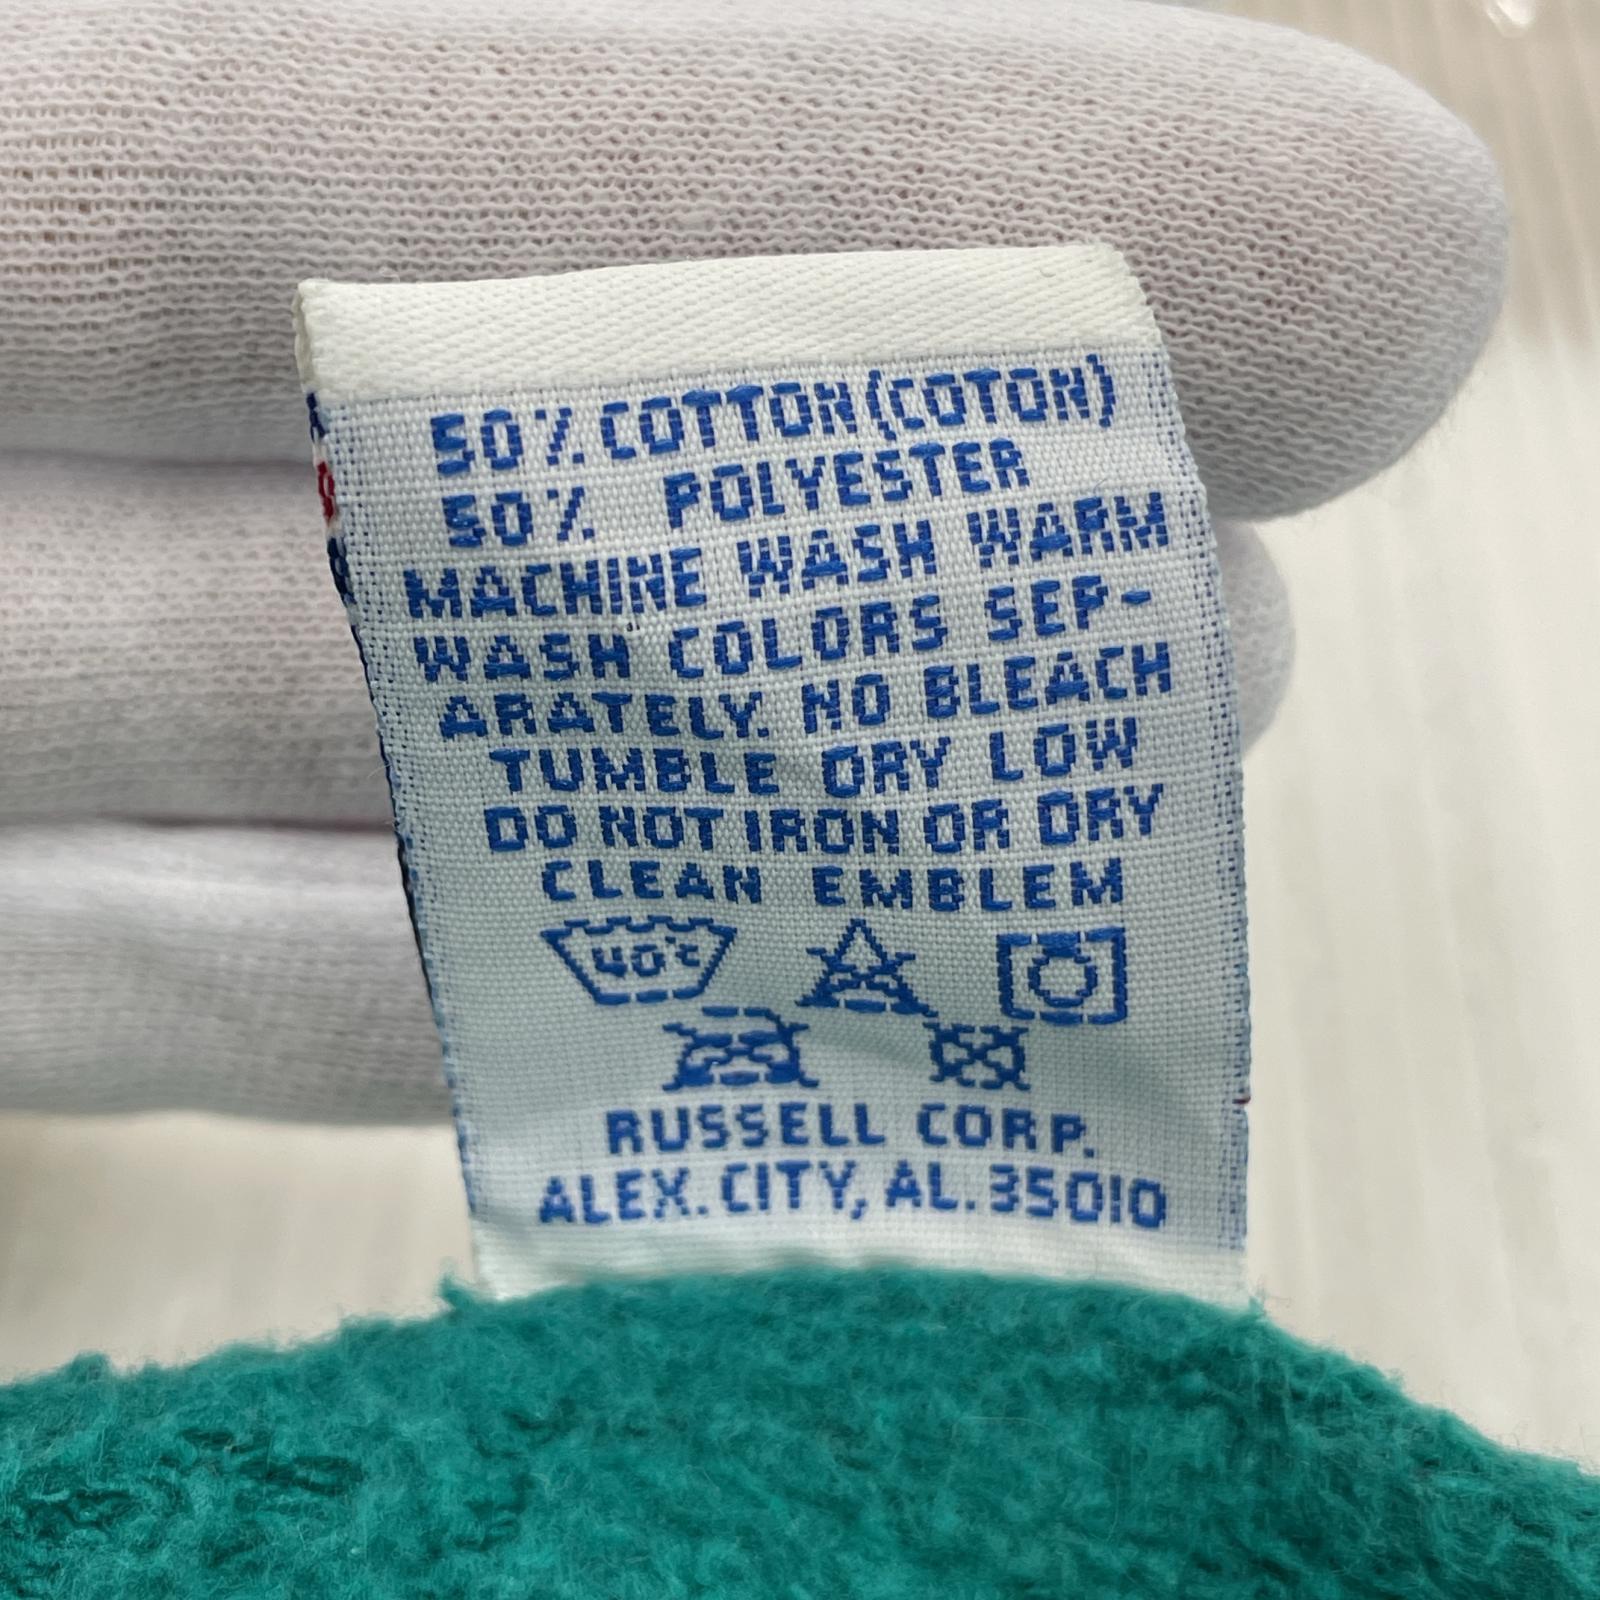 50% COTTON (COTON)
50% POLYESTER
MACHINE WASH WARM
WASH COLORS SEP-
ARATELY. NO BLEACH
TUMBLE DRY LOW
DO NOT IRON OR DRY
CLEAN EMBLEM
40°C
RUSSELL CORP.
ALEX. CITY, AL. 35010